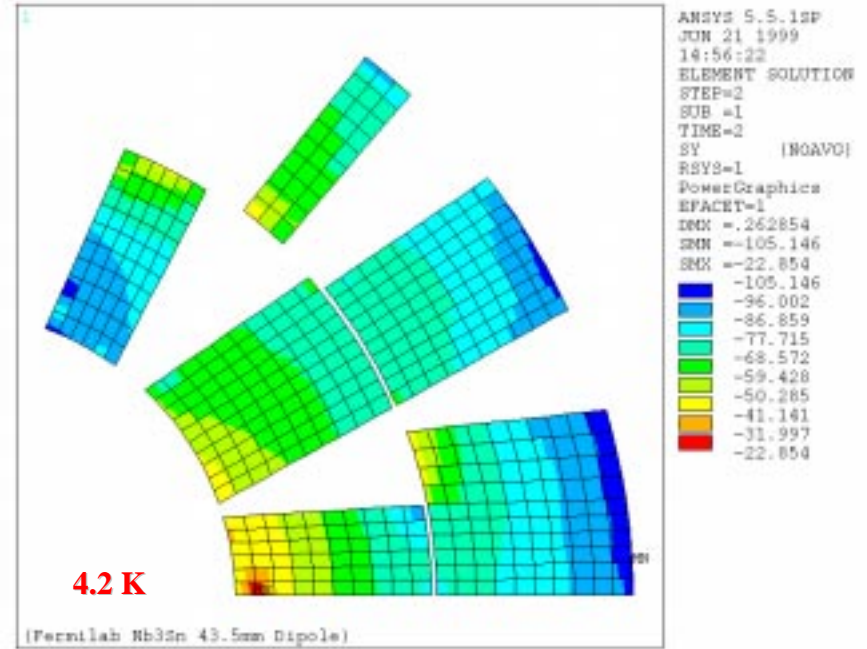 1
ANSYS 5.5.1SP
JUN 21 1999
14:56:22
ELEMENT SOLUTION
STEP=2
SUB =1
TIME=2
SY (NOAVG)
RSYS=1
PowerGraphics
EFACET=1
DMX =.262854
SMN =-105.146
SMX =-22.854
-105.146
-96.002
-86.859
-77.715
-68.572
-59.428
-50.285
-41.141
-31.997
-22.854
MN
4.2 K
(Fermilab Nb3Sn 43.5mm Dipole)